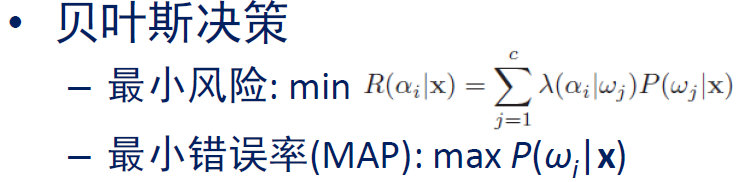 • 贝叶斯决策
– 最小风险: min R(αᵢ|x) = ∑_{j=1}^{c} λ(αᵢ|ωⱼ)P(ωⱼ|x)
– 最小错误率(MAP): max P(ωᵢ|x)